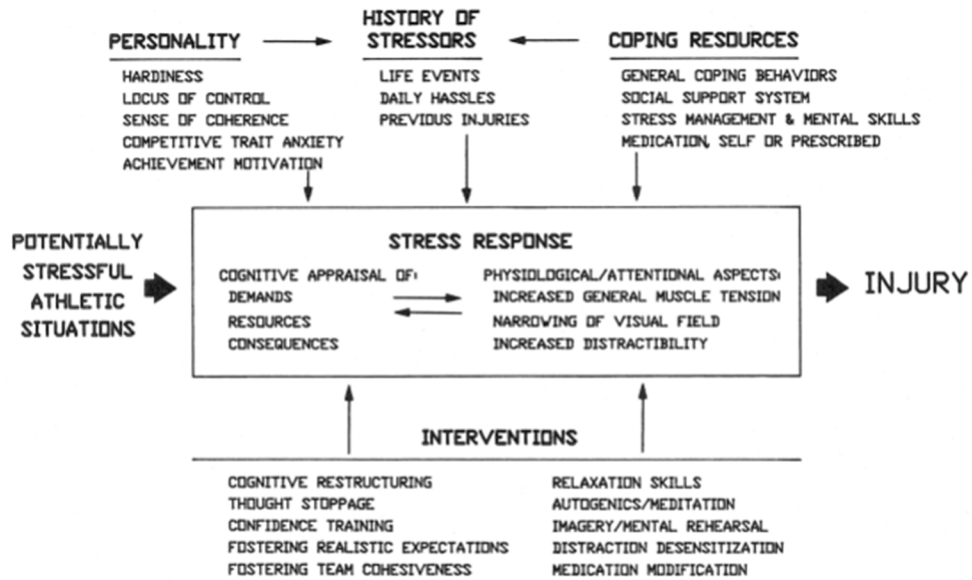 PERSONALITY
HISTORY OF
STRESSORS
COPING RESOURCES
HARDINESS
LOCUS OF CONTROL
SENSE OF COHERENCE
COMPETITIVE TRAIT ANXIETY
ACHIEVEMENT MOTIVATION
LIFE EVENTS
DAILY HASSLES
PREVIOUS INJURIES
GENERAL COPING BEHAVIORS
SOCIAL SUPPORT SYSTEM
STRESS MANAGEMENT & MENTAL SKILLS
MEDICATION, SELF OR PRESCRIBED
POTENTIALLY
STRESSFUL
ATHLETIC
SITUATIONS
STRESS RESPONSE
COGNITIVE APPRAISAL OF:
DEMANDS
RESOURCES
CONSEQUENCES
PHYSIOLOGICAL/ATTENTIONAL ASPECTS:
INCREASED GENERAL MUSCLE TENSION
NARROWING OF VISUAL FIELD
INCREASED DISTRACTIBILITY
INJURY
INTERVENTIONS
COGNITIVE RESTRUCTURING
THOUGHT STOPPAGE
CONFIDENCE TRAINING
FOSTERING REALISTIC EXPECTATIONS
FOSTERING TEAM COHESIVENESS
RELAXATION SKILLS
AUTOGENICS/MEDITATION
IMAGERY/MENTAL REHEARSAL
DISTRACTION DESENSITIZATION
MEDICATION MODIFICATION